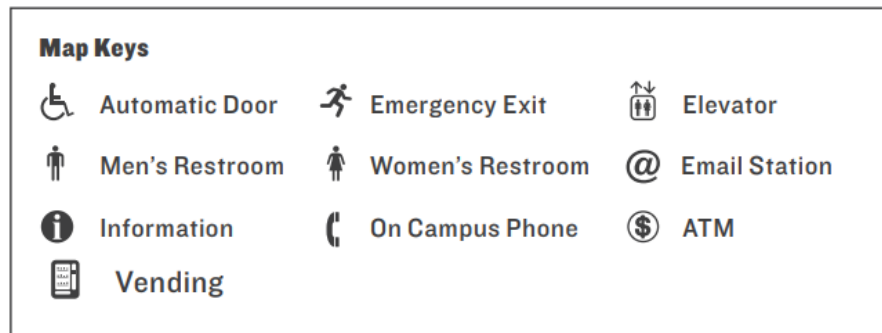 Map Keys
Automatic Door Emergency Exit Elevator
Men's Restroom Women's Restroom @ Email Station
i Information On Campus Phone $ ATM
Vending